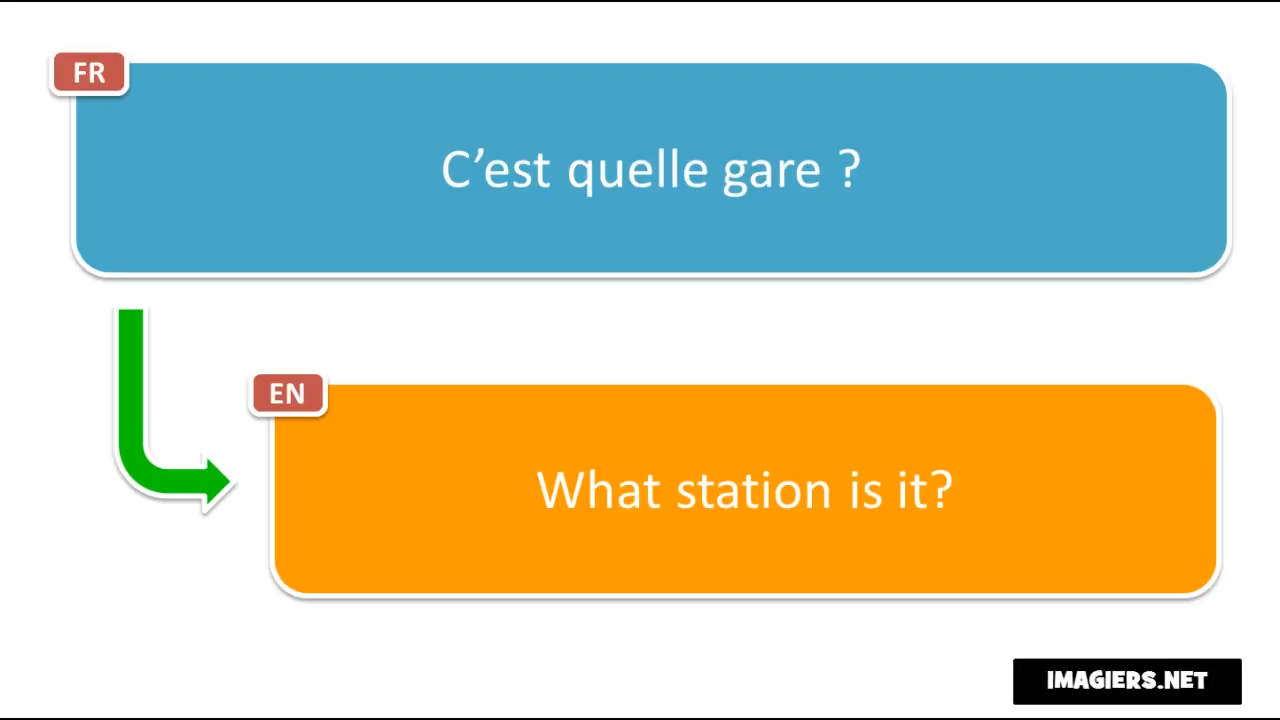 FR
C’est quelle gare ?
EN
What station is it?
IMAGIERS.NET